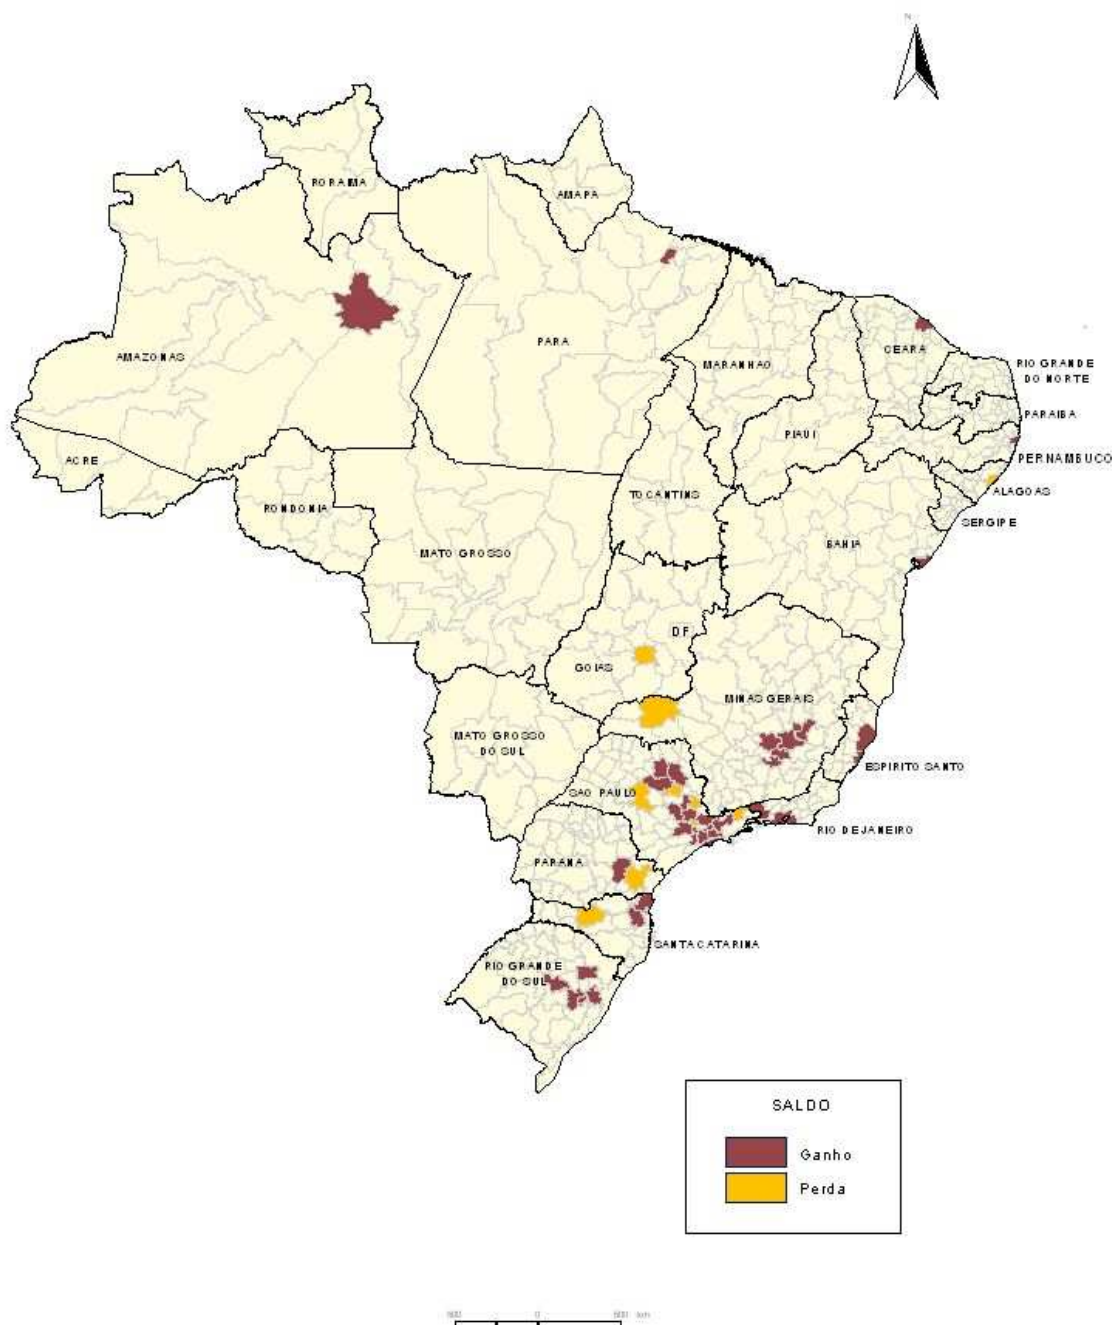 N
RORAIMA
AMAPA
AMAZONAS
PARA
MARANHAO
CEARA
RIO GRANDE
DO NORTE
PARAIBA
ACRE
PIAUI
PERNAMBUCO
TOCANTINS
ALAGOAS
RONDONIA
SERGIPE
MATO GROSSO
BAHIA
DF
GOIAS
MINAS GERAIS
MATO GROSSO
DO SUL
ESPIRITO SANTO
SAO PAULO
RIO DE JANEIRO
PARANA
SANTA CATARINA
RIO GRANDE
DO SUL
SALDO
Ganho
Perda
0
km